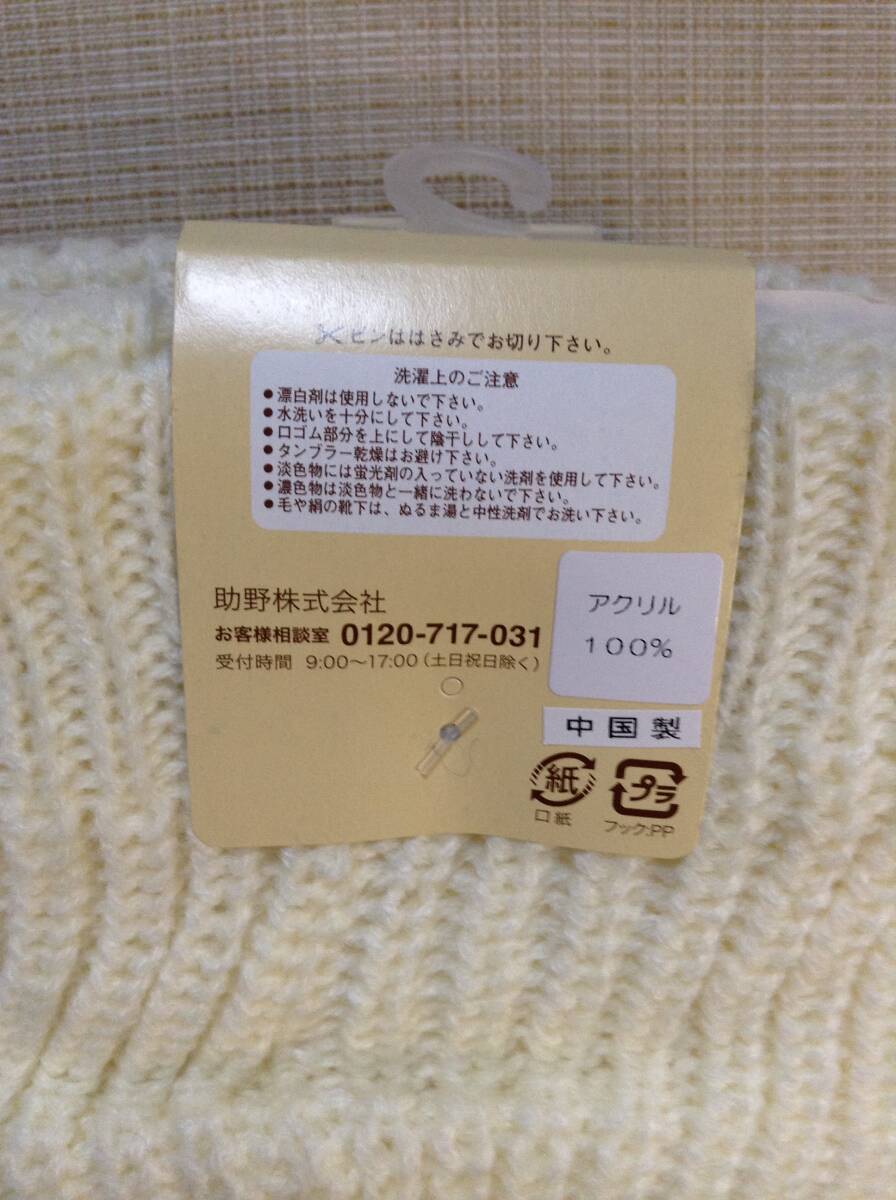 ピンははさみでお切り下さい。
洗濯上のご注意
●漂白剤は使用しないで下さい。
●水洗いを十分にして下さい。
●口ゴム部分を上にして陰干しして下さい。
●タンブラー乾燥はお避け下さい。
●淡色物には蛍光剤の入っていない洗剤を使用して下さい。
●濃色物は淡色物と一緒に洗わないで下さい。
●毛や絹の靴下は、ぬるま湯と中性洗剤でお洗い下さい。
助野株式会社
お客様相談室 0120-717-031
受付時間 9:00〜17:00(土日祝日除く)
アクリル
100%
中国製
紙
口紙
プラ
フック:PP